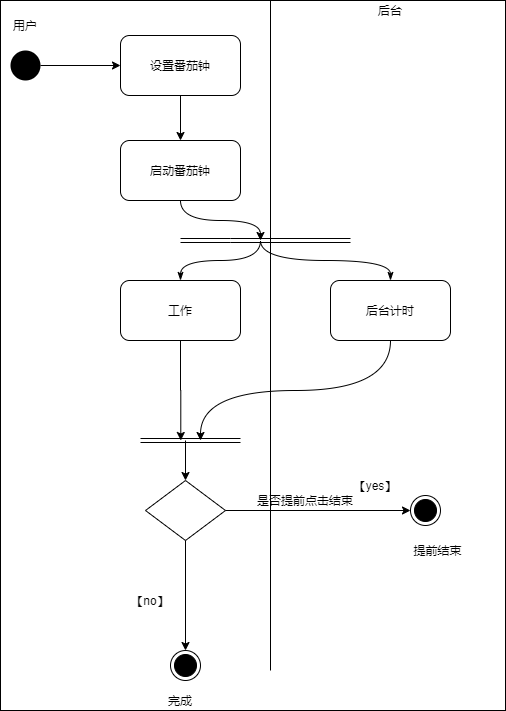 用户
后台
设置番茄钟
启动番茄钟
工作
后台计时
【yes】
是否提前点击结束
提前结束
【no】
完成